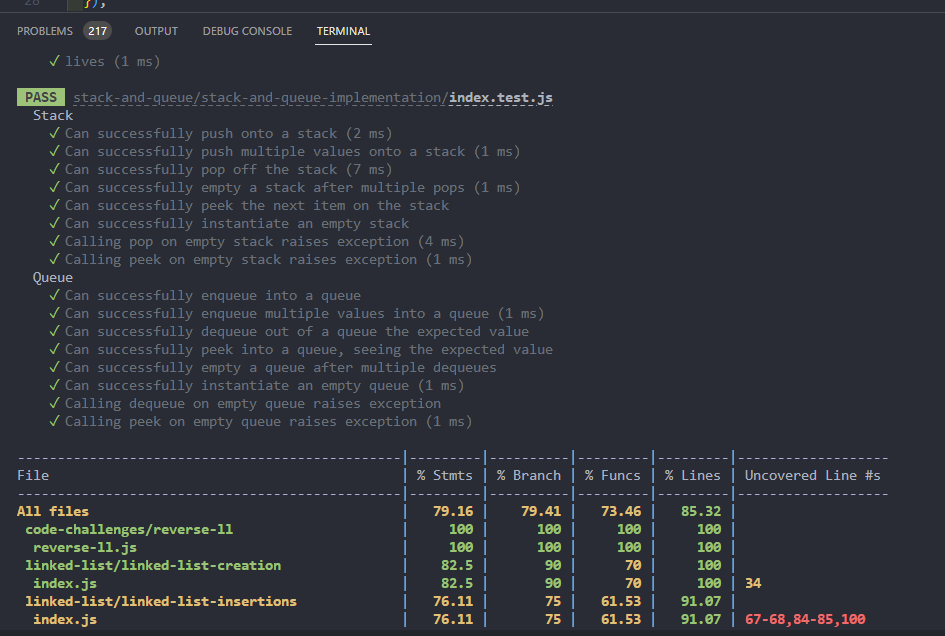 28 });
PROBLEMS 217 OUTPUT DEBUG CONSOLE TERMINAL
✓ lives (1 ms)
PASS stack-and-queue/stack-and-queue-implementation/index.test.js
Stack
✓ Can successfully push onto a stack (2 ms)
✓ Can successfully push multiple values onto a stack (1 ms)
✓ Can successfully pop off the stack (7 ms)
✓ Can successfully empty a stack after multiple pops (1 ms)
✓ Can successfully peek the next item on the stack
✓ Can successfully instantiate an empty stack
✓ Calling pop on empty stack raises exception (4 ms)
✓ Calling peek on empty stack raises exception (1 ms)
Queue
✓ Can successfully enqueue into a queue
✓ Can successfully enqueue multiple values into a queue (1 ms)
✓ Can successfully dequeue out of a queue the expected value
✓ Can successfully peek into a queue, seeing the expected value
✓ Can successfully empty a queue after multiple dequeues
✓ Can successfully instantiate an empty queue (1 ms)
✓ Calling dequeue on empty queue raises exception
✓ Calling peek on empty queue raises exception (1 ms)
------------------------------------------------|---------|----------|---------|---------|-------------------
File | % Stmts | % Branch | % Funcs | % Lines | Uncovered Line #s
------------------------------------------------|---------|----------|---------|---------|-------------------
All files | 79.16 | 79.41 | 73.46 | 85.32 |
code-challenges/reverse-ll | 100 | 100 | 100 | 100 |
reverse-ll.js | 100 | 100 | 100 | 100 |
linked-list/linked-list-creation | 82.5 | 90 | 70 | 100 |
index.js | 82.5 | 90 | 70 | 100 | 34
linked-list/linked-list-insertions | 76.11 | 75 | 61.53 | 91.07 |
index.js | 76.11 | 75 | 61.53 | 91.07 | 67-68,84-85,100